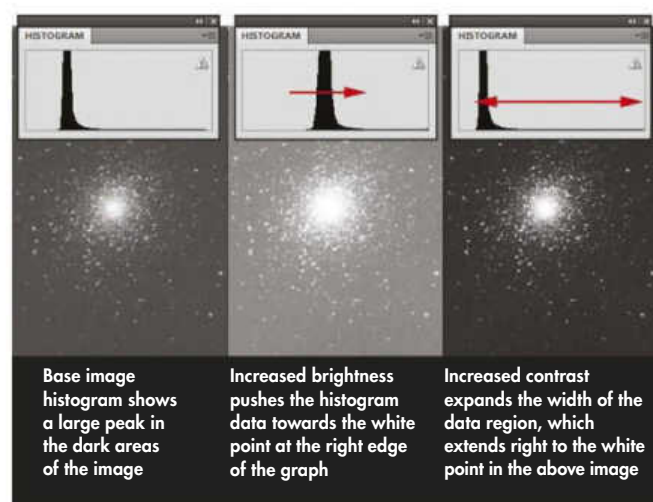 HISTOGRAM
HISTOGRAM
HISTOGRAM
Base image
histogram shows
a large peak in
the dark areas
of the image
Increased brightness
pushes the histogram
data towards the white
point at the right edge
of the graph
Increased contrast
expands the width of the
data region, which
extends right to the white
point in the above image